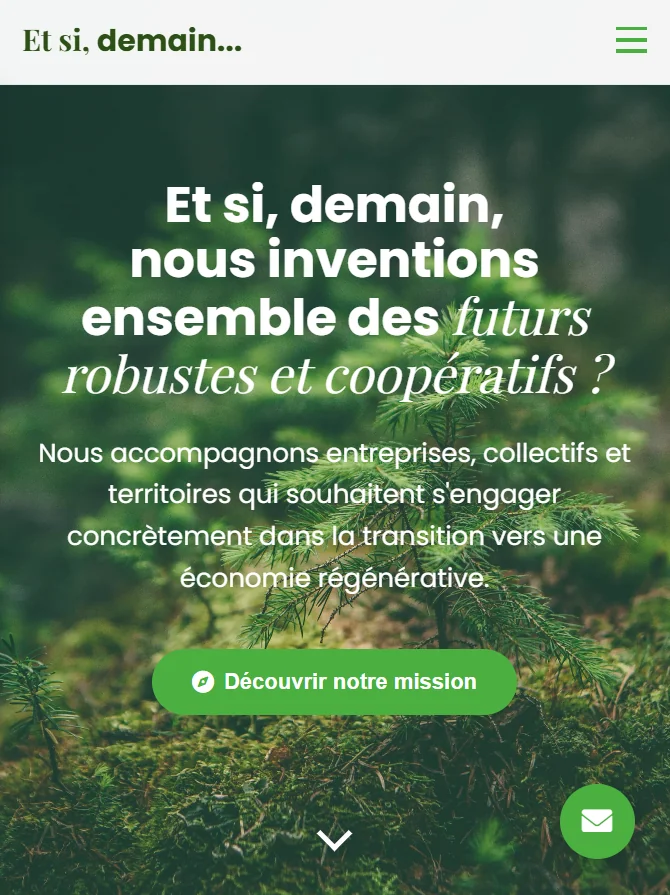 Et si, demain...
Et si, demain,
nous inventions
ensemble des futurs
robustes et coopératifs ?
Nous accompagnons entreprises, collectifs et
territoires qui souhaitent s'engager
concrètement dans la transition vers une
économie régénérative.
Découvrir notre mission